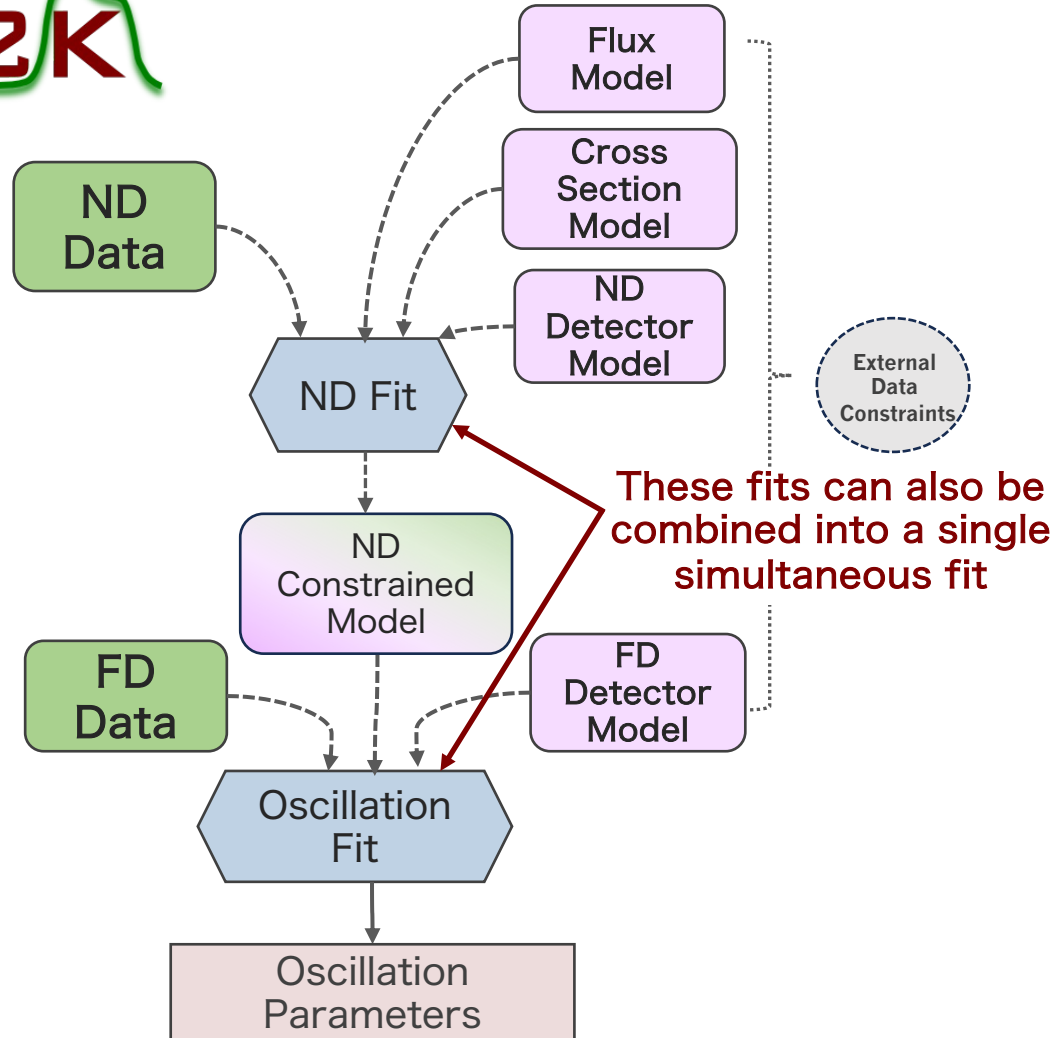 2K
Flux
Model
Cross
Section
Model
ND
Data
ND
Detector
Model
External
Data
Constraints
ND Fit
These fits can also be
combined into a single
simultaneous fit
ND
Constrained
Model
FD
Data
FD
Detector
Model
Oscillation
Fit
Oscillation
Parameters